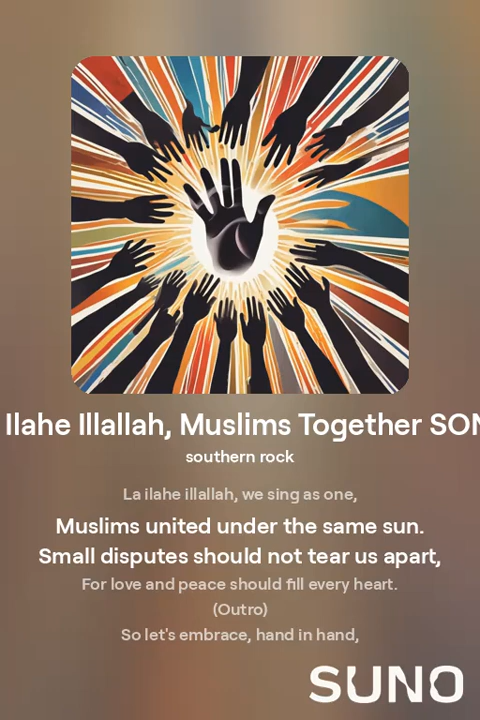 Ilahe Illallah, Muslims Together SON
southern rock
La ilahe illallah, we sing as one,
Muslims united under the same sun.
Small disputes should not tear us apart,
For love and peace should fill every heart.
(Outro)
So let's embrace, hand in hand,
SUNO